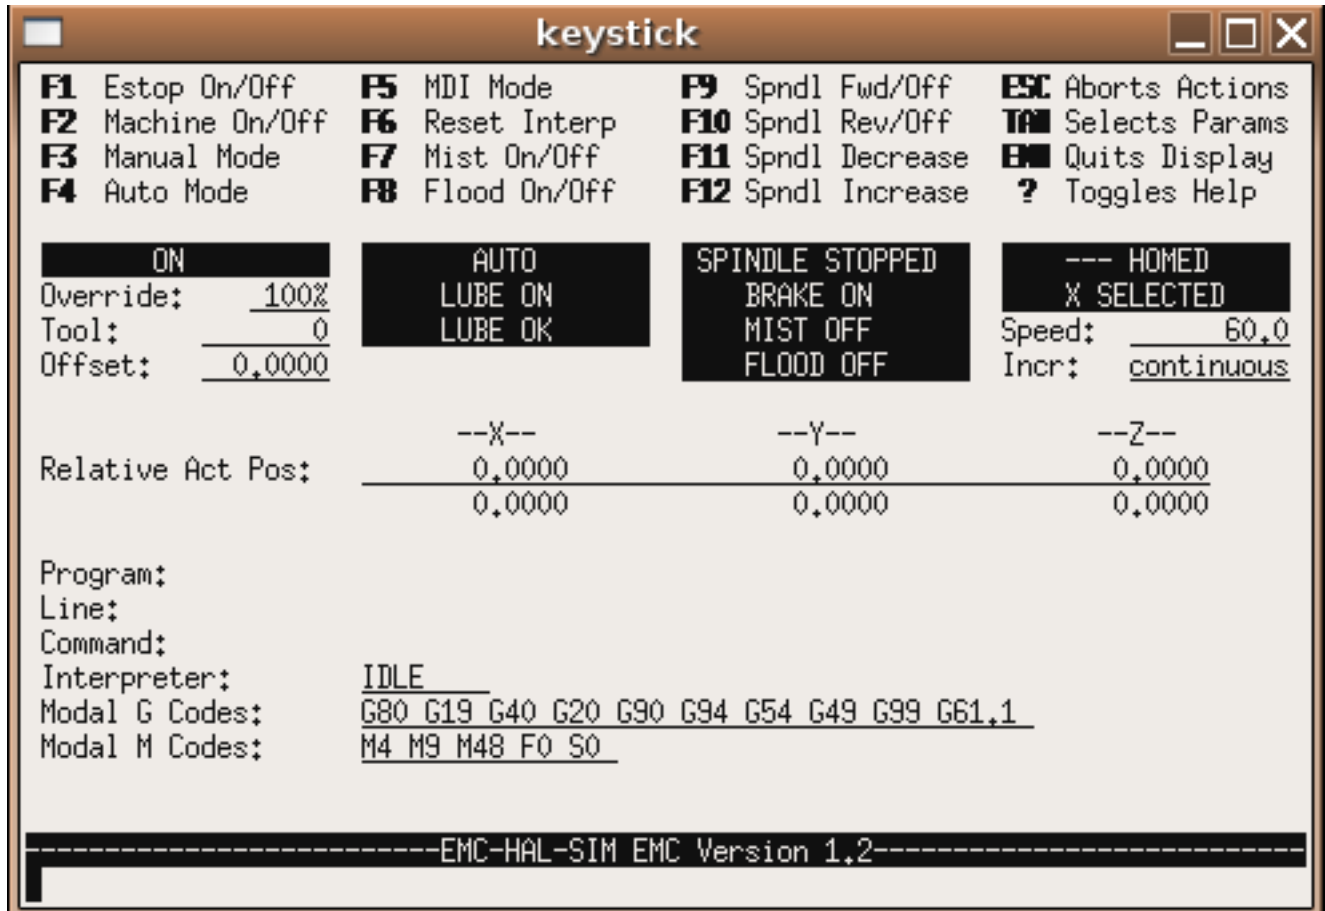 keystick
F1 Estop On/Off F5 MDI Mode F9 Spndl Fwd/Off ESC Aborts Actions
F2 Machine On/Off F6 Reset Interp F10 Spndl Rev/Off TAB Selects Params
F3 Manual Mode F7 Mist On/Off F11 Spndl Decrease END Quits Display
F4 Auto Mode F8 Flood On/Off F12 Spndl Increase ? Toggles Help
ON AUTO SPINDLE STOPPED --- HOMED
Override: 100% LUBE ON BRAKE ON X SELECTED
Tool: 0 LUBE OK MIST OFF Speed: 60.0
Offset: 0.0000 FLOOD OFF Incr: continuous
--X-- --Y-- --Z--
Relative Act Pos: 0.0000 0.0000 0.0000
0.0000 0.0000 0.0000
Program:
Line:
Command:
Interpreter: IDLE
Modal G Codes: G80 G19 G40 G20 G90 G94 G54 G49 G99 G61.1
Modal M Codes: M4 M9 M48 F0 S0
--------------------------EMC-HAL-SIM EMC Version 1.2---------------------------